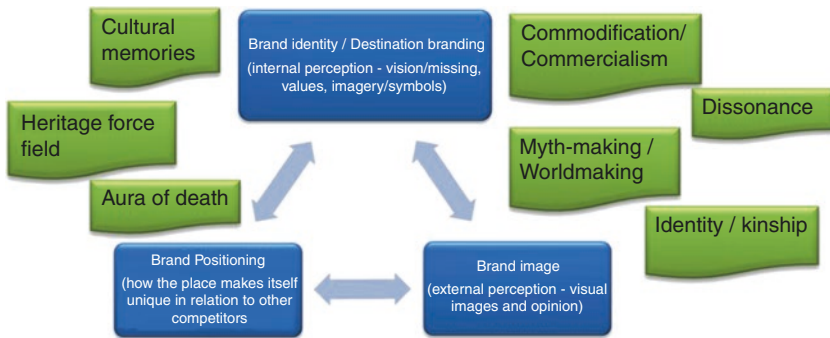 Cultural
memories
Brand identity / Destination branding
(internal perception - vision/missing,
values, imagery/symbols)
Commodification/
Commercialism
Dissonance
Heritage force
field
Myth-making /
Worldmaking
Aura of death
Identity / kinship
Brand Positioning
(how the place makes itself
unique in relation to other
competitors
Brand image
(external perception - visual
images and opinion)